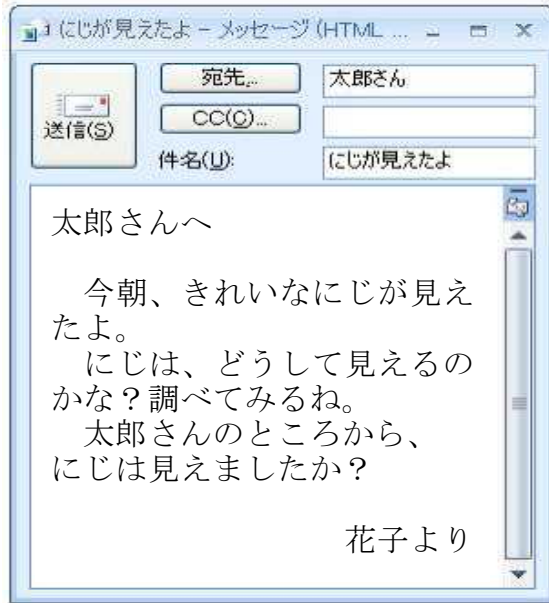 にじが見えたよ - メッセージ (HTML ...
宛先...
太郎さん
送信(S)
CC(C)...
件名(U):
にじが見えたよ
太郎さんへ
今朝、きれいなにじが見え
たよ。
にじは、どうして見えるの
かな？調べてみるね。
太郎さんのところから、
にじは見えましたか？
花子より